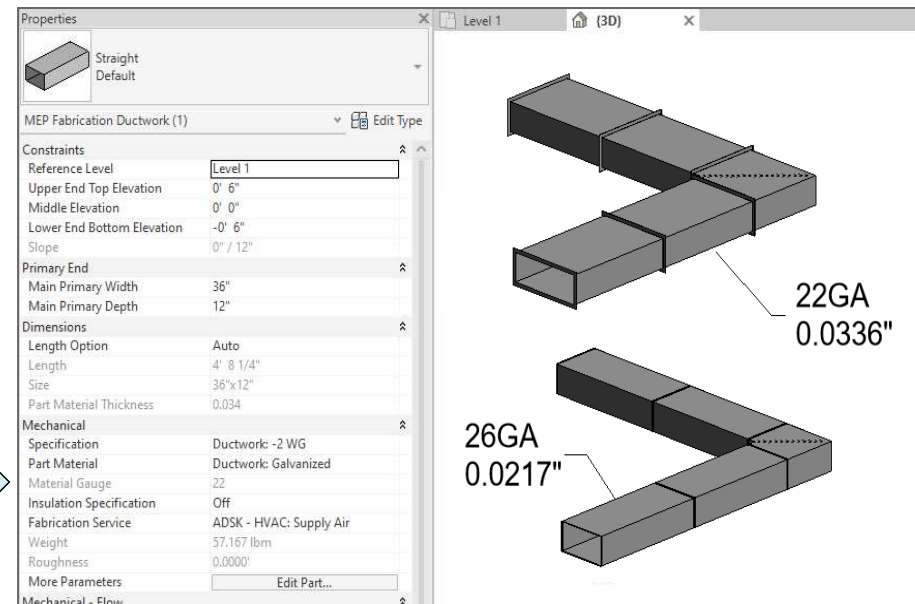 Properties
Level 1
(3D)
Straight
Default
MEP Fabrication Ductwork (1)
Edit Type
Constraints
Reference Level Level 1
Upper End Top Elevation 0' 6"
Middle Elevation 0' 0"
Lower End Bottom Elevation -0' 6"
Slope 0" / 12"
Primary End
Main Primary Width 36"
Main Primary Depth 12"
Dimensions
Length Option Auto
Length 4' 8 1/4"
Size 36"x12"
Part Material Thickness 0.034
Mechanical
Specification Ductwork: -2 WG
Part Material Ductwork: Galvanized
Material Gauge 22
Insulation Specification Off
Fabrication Service ADSK - HVAC: Supply Air
Weight 57.167 lbm
Roughness 0.0000'
More Parameters Edit Part...
Mechanical - Flow
22GA
0.0336"
26GA
0.0217"